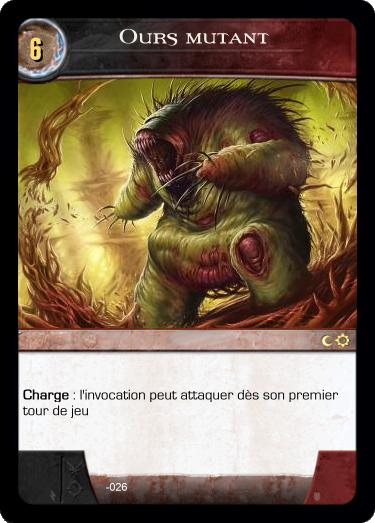 6
Ours mutant
Charge : l'invocation peut attaquer dès son premier
tour de jeu
-026